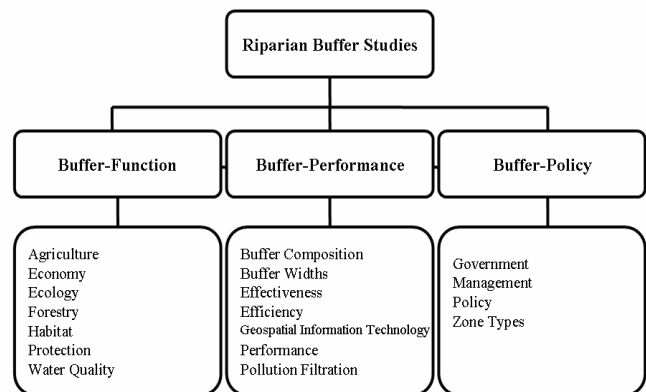 Riparian Buffer Studies
Buffer-Function
Buffer-Performance
Buffer-Policy
Agriculture
Economy
Ecology
Forestry
Habitat
Protection
Water Quality
Buffer Composition
Buffer Widths
Effectiveness
Efficiency
Geospatial Information Technology
Performance
Pollution Filtration
Government
Management
Policy
Zone Types